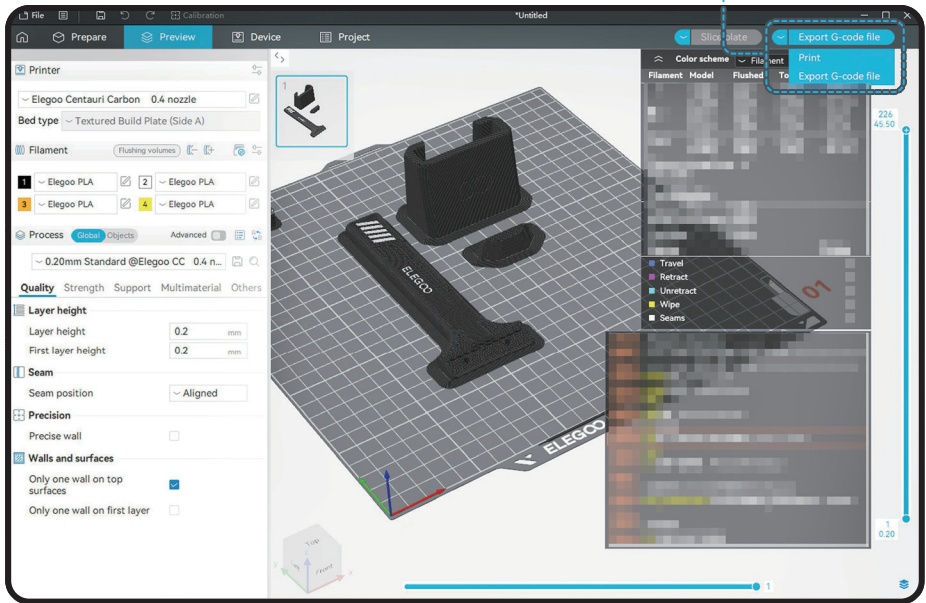 File
Calibration
*Untitled
Prepare
Preview
Device
Project
Slice plate
Export G-code file
Print
Export G-code file
Printer
Elegoo Centauri Carbon 0.4 nozzle
Bed type
Textured Build Plate (Side A)
Filament
Flushing volumes
1
Elegoo PLA
2
Elegoo PLA
3
Elegoo PLA
4
Elegoo PLA
Process
Global
Objects
Advanced
0.20mm Standard @Elegoo CC 0.4 n...
Quality
Strength
Support
Multimaterial
Others
Layer height
Layer height
0.2
mm
First layer height
0.2
mm
Seam
Seam position
Aligned
Precision
Precise wall
Walls and surfaces
Only one wall on top
surfaces
Only one wall on first layer
1
Color scheme
Filament
Filament
Model
Flushed
Travel
Retract
Unretract
Wipe
Seams
226
45.50
ELEGOO
01
ELEGOO
Top
Front
1
0.20
1